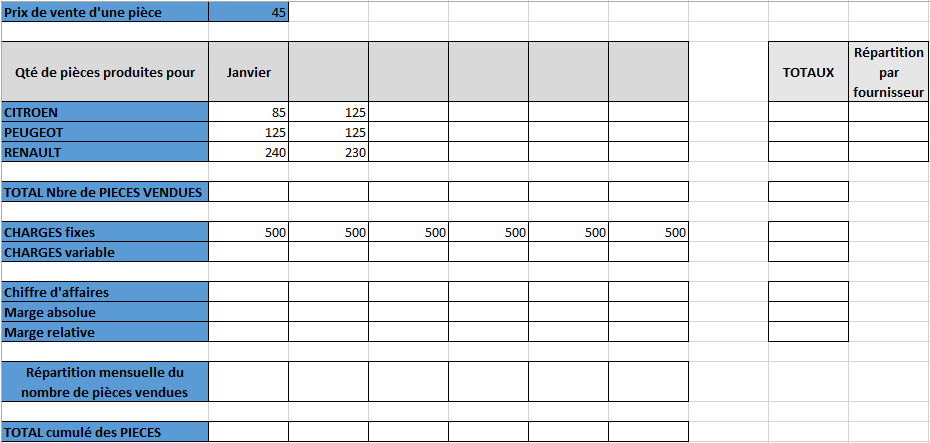 Prix de vente d'une pièce 45
Qté de pièces produites pour Janvier TOTAUX Répartition par fournisseur
CITROEN 85 125
PEUGEOT 125 125
RENAULT 240 230
TOTAL Nbre de PIECES VENDUES
CHARGES fixes 500 500 500 500 500 500
CHARGES variable
Chiffre d'affaires
Marge absolue
Marge relative
Répartition mensuelle du
nombre de pièces vendues
TOTAL cumulé des PIECES